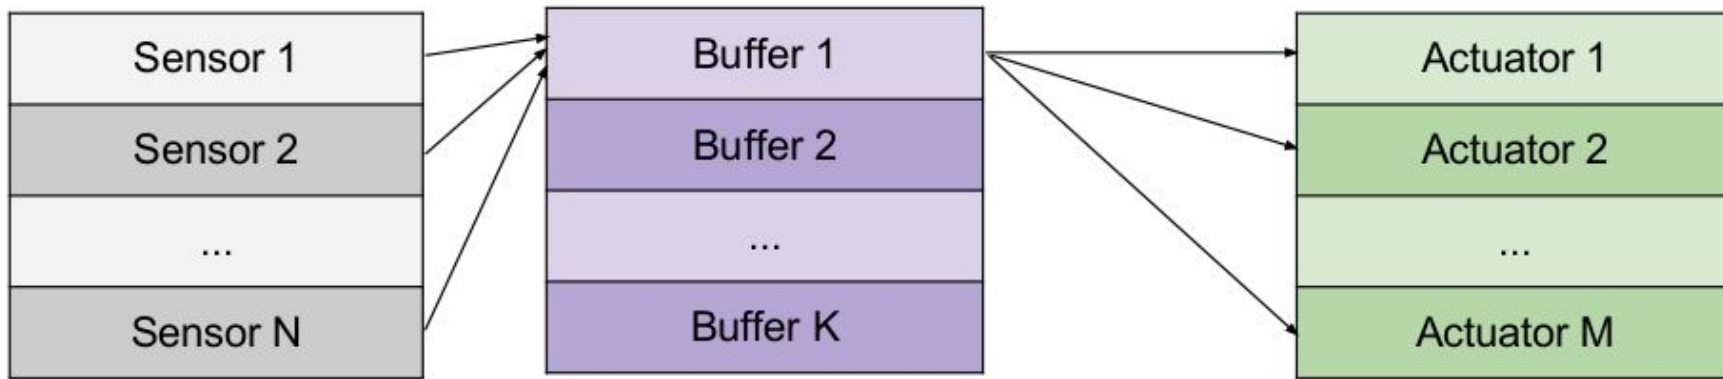 Sensor 1
Sensor 2
...
Sensor N
Buffer 1
Buffer 2
...
Buffer K
Actuator 1
Actuator 2
...
Actuator M